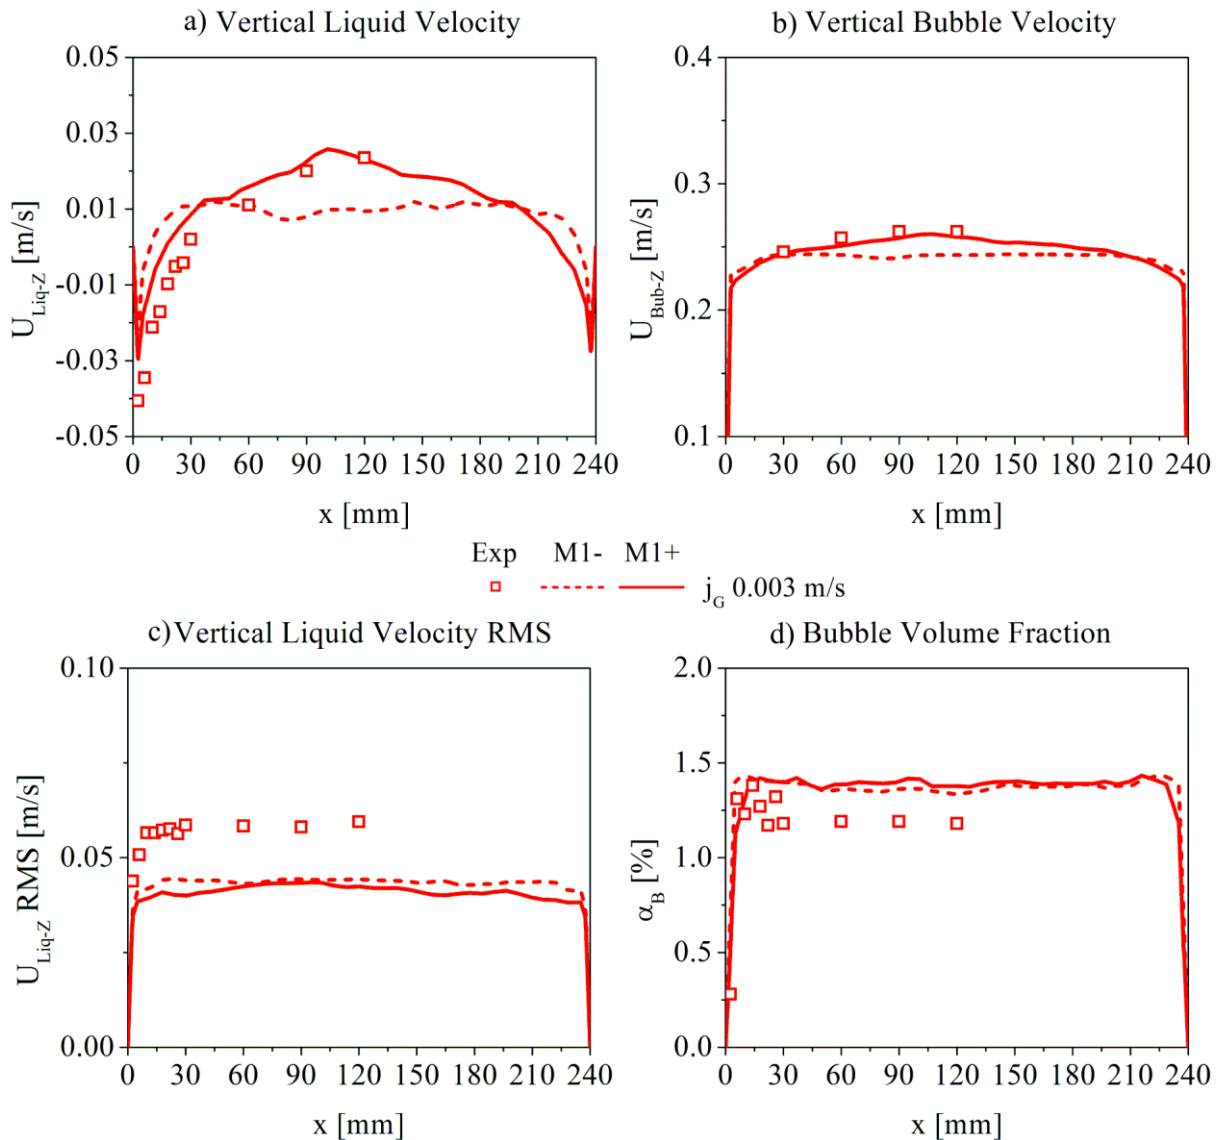 a) Vertical Liquid Velocity
b) Vertical Bubble Velocity
0.05
0.03
0.01
-0.01
-0.03
-0.05
U_Liq-Z [m/s]
0 30 60 90 120 150 180 210 240
x [mm]
0.4
0.3
0.2
0.1
U_Bub-Z [m/s]
0 30 60 90 120 150 180 210 240
x [mm]
Exp M1- M1+
j_G 0.003 m/s
c) Vertical Liquid Velocity RMS
d) Bubble Volume Fraction
0.10
0.05
0.00
U_Liq-Z RMS [m/s]
0 30 60 90 120 150 180 210 240
x [mm]
2.0
1.5
1.0
0.5
0.0
α_B [%]
0 30 60 90 120 150 180 210 240
x [mm]